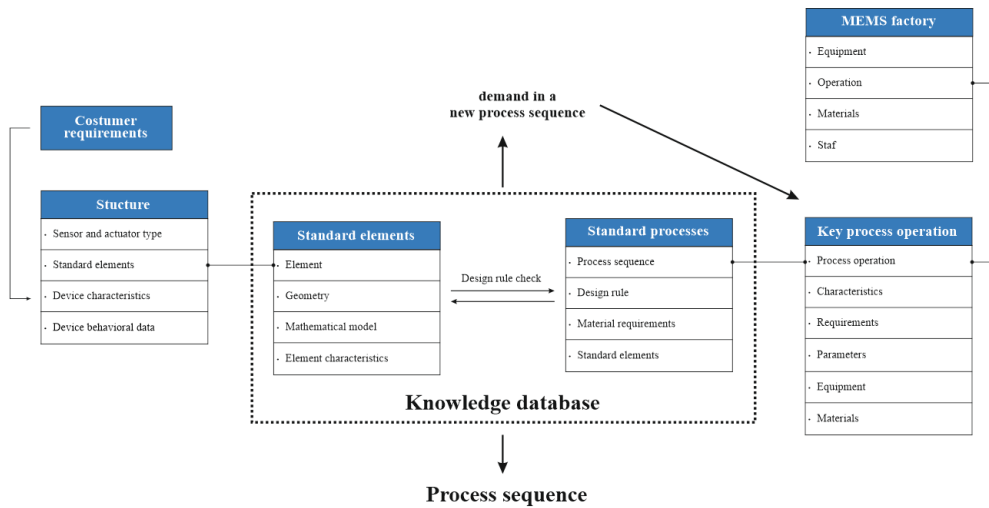 MEMS factory
· Equipment
· Operation
· Materials
· Staf
demand in a
new process sequence
Costumer
requirements
Stucture
· Sensor and actuator type
· Standard elements
· Device characteristics
· Device behavioral data
Standard elements
· Element
· Geometry
· Mathematical model
· Element characteristics
Design rule check
Standard processes
· Process sequence
· Design rule
· Material requirements
· Standard elements
Key process operation
· Process operation
· Characteristics
· Requirements
· Parameters
· Equipment
· Materials
Knowledge database
Process sequence